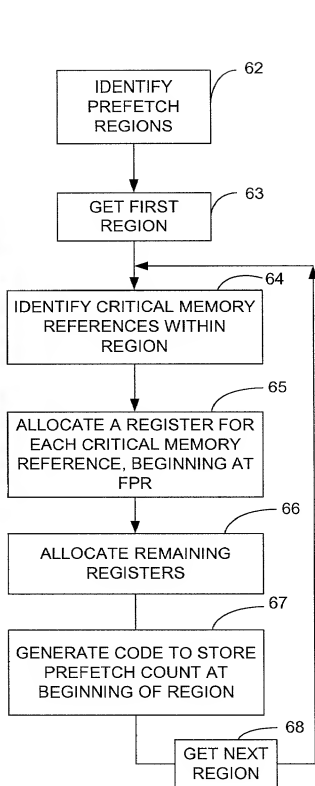 62
IDENTIFY
PREFETCH
REGIONS
63
GET FIRST
REGION
64
IDENTIFY CRITICAL MEMORY
REFERENCES WITHIN
REGION
65
ALLOCATE A REGISTER FOR
EACH CRITICAL MEMORY
REFERENCE, BEGINNING AT
FPR
66
ALLOCATE REMAINING
REGISTERS
67
GENERATE CODE TO STORE
PREFETCH COUNT AT
BEGINNING OF REGION
68
GET NEXT
REGION